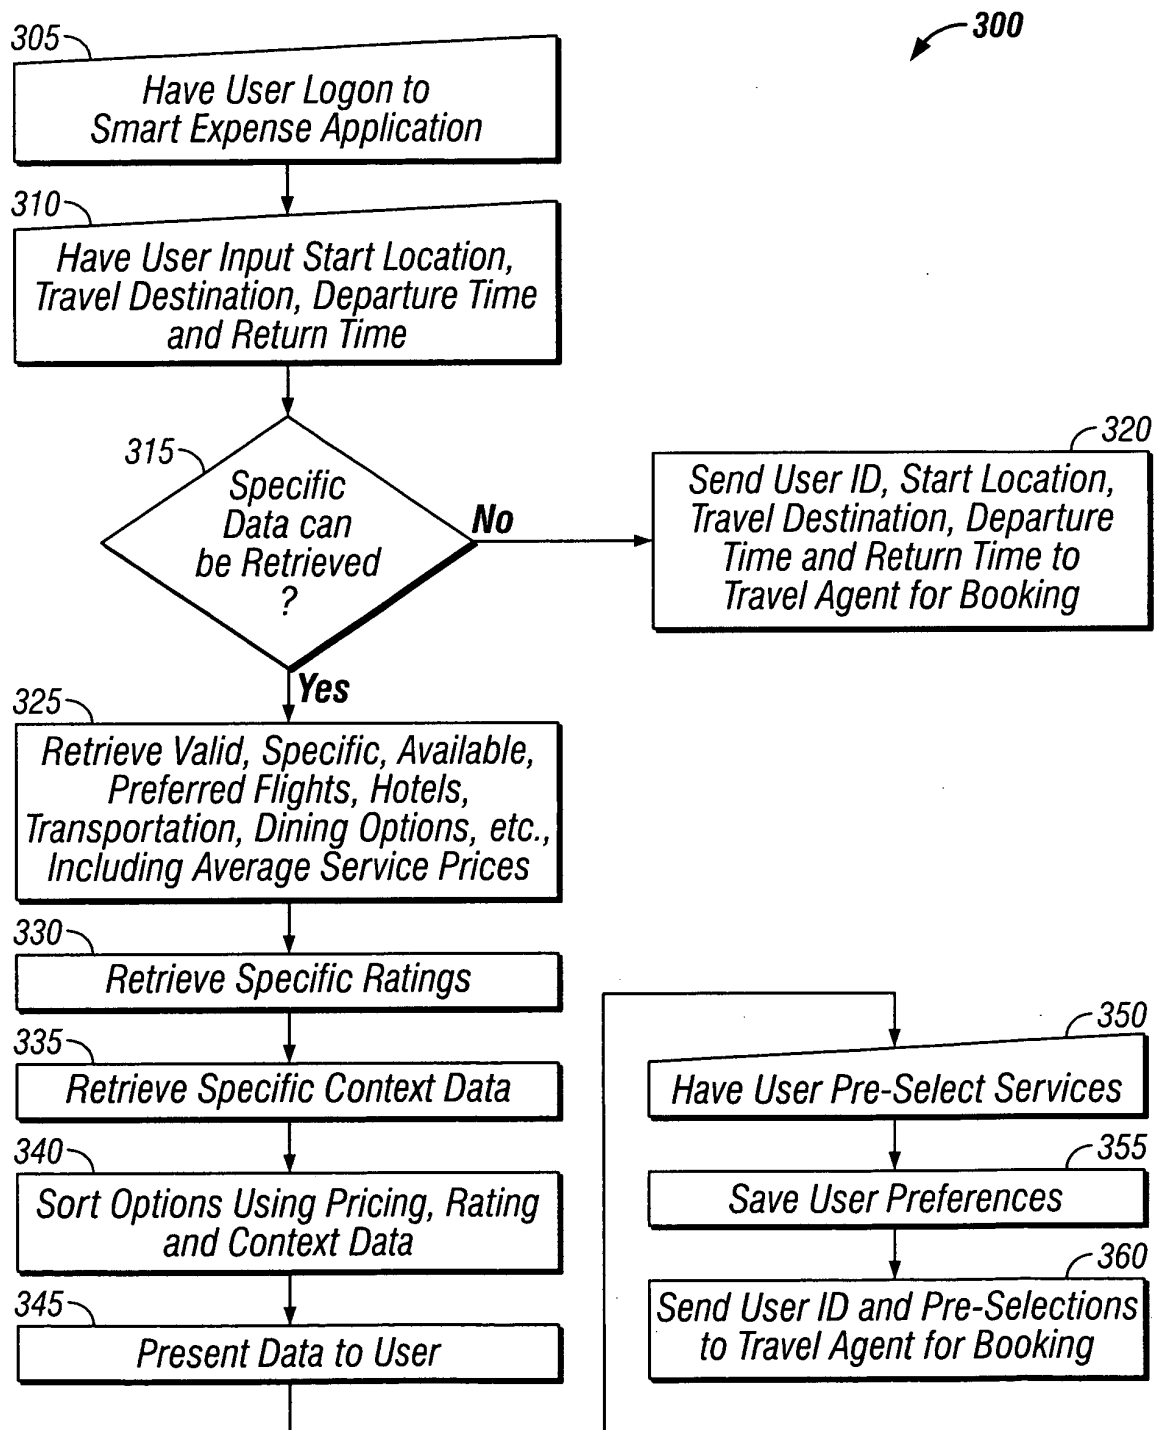 300
305
Have User Logon to
Smart Expense Application
310
Have User Input Start Location,
Travel Destination, Departure Time
and Return Time
315
Specific
Data can
be Retrieved
?
No
320
Send User ID, Start Location,
Travel Destination, Departure
Time and Return Time to
Travel Agent for Booking
Yes
325
Retrieve Valid, Specific, Available,
Preferred Flights, Hotels,
Transportation, Dining Options, etc.,
Including Average Service Prices
330
Retrieve Specific Ratings
335
Retrieve Specific Context Data
340
Sort Options Using Pricing, Rating
and Context Data
345
Present Data to User
350
Have User Pre-Select Services
355
Save User Preferences
360
Send User ID and Pre-Selections
to Travel Agent for Booking